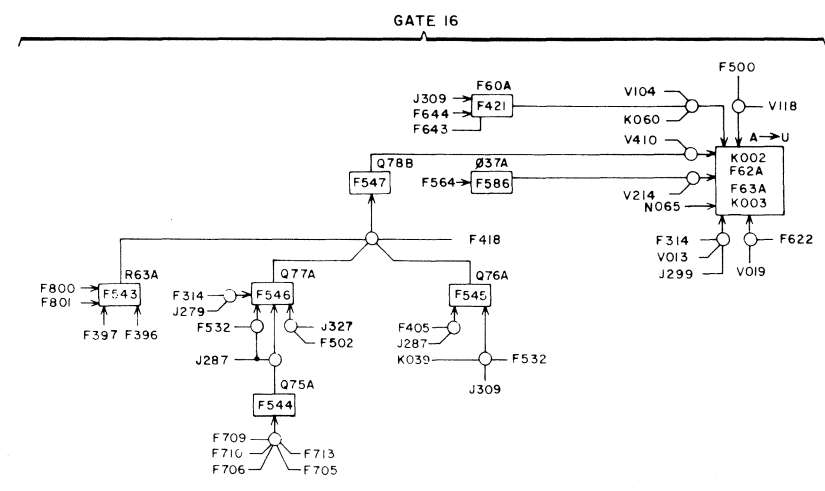 GATE 16
F500
F60A
V104
V118
J309
F421
F644
K060
F643
A → U
V410
K002
Q78B
Ø37A
F62A
F547
F564
F586
F63A
V214
N065
K003
F418
F314
F622
V013
R63A
Q77A
Q76A
J299
V019
F800
F543
F314
F546
F545
F801
J279
F397
F396
F532
J327
F405
F502
J287
J287
K039
F532
Q75A
J309
F544
F709
F710
F713
F706
F705